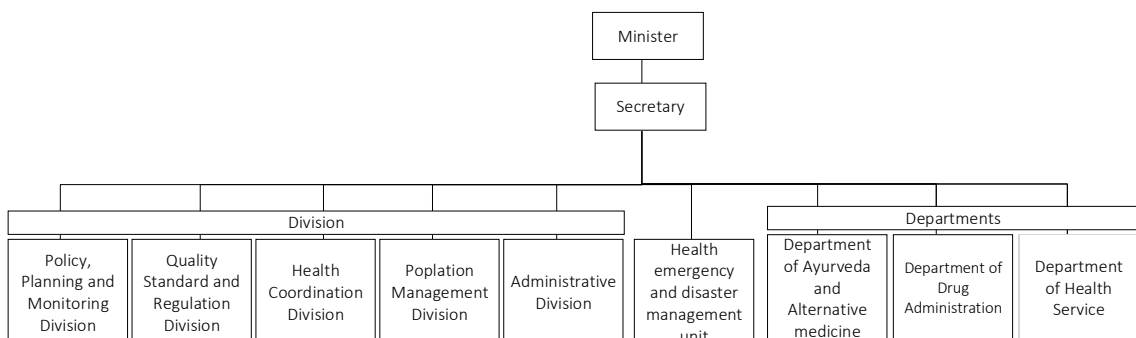 Minister
Secretary
Division
Departments
Policy,
Planning and
Monitoring
Division
Quality
Standard and
Regulation
Division
Health
Coordination
Division
Poplation
Management
Division
Administrative
Division
Health
emergency
and disaster
management
unit
Department
of Ayurveda
and
Alternative
medicine
Department of
Drug
Administration
Department
of Health
Service